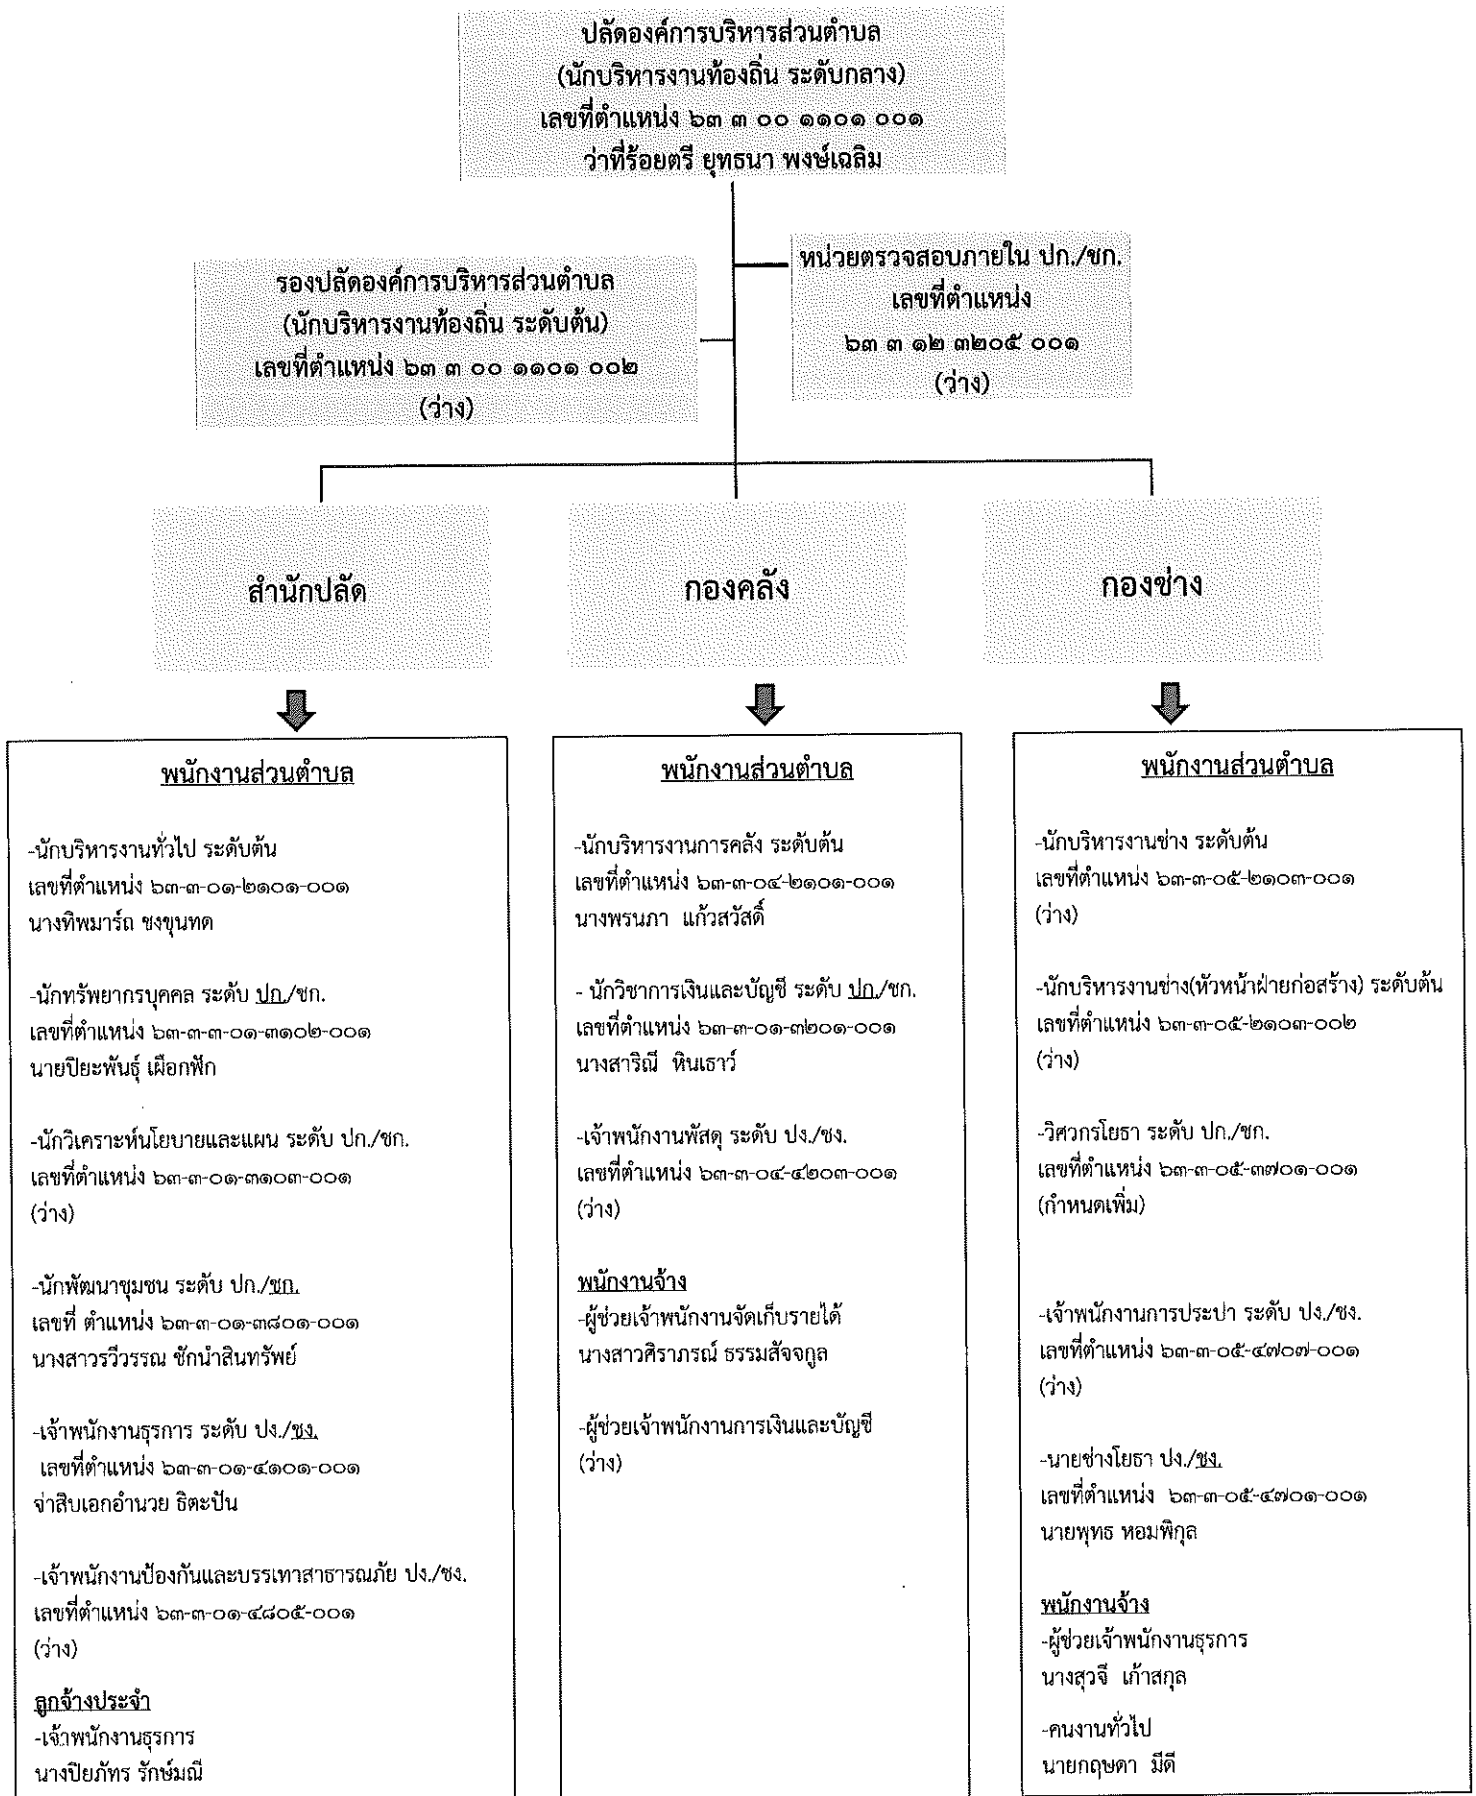 ปลัดองค์การบริหารส่วนตำบล
(นักบริหารงานท้องถิ่น ระดับกลาง)
เลขที่ตำแหน่ง ๖๓ ๓ ๐๐ ๑๑๐๑ ๐๐๑
ว่าที่ร้อยตรี ยุทธนา พงษ์เฉลิม
รองปลัดองค์การบริหารส่วนตำบล
(นักบริหารงานท้องถิ่น ระดับต้น)
เลขที่ตำแหน่ง ๖๓ ๓ ๐๐ ๑๑๐๑ ๐๐๒
(ว่าง)
หน่วยตรวจสอบภายใน ปก./ชก.
เลขที่ตำแหน่ง
๖๓ ๓ ๑๒ ๓๒๐๕ ๐๐๑
(ว่าง)
สำนักปลัด
กองคลัง
กองช่าง
พนักงานส่วนตำบล
-นักบริหารงานทั่วไป ระดับต้น
เลขที่ตำแหน่ง ๖๓-๓-๐๑-๒๑๐๑-๐๐๑
นางทิพมาร์ถ ชงขุนทด
-นักทรัพยากรบุคคล ระดับ ปก./ชก.
เลขที่ตำแหน่ง ๖๓-๓-๓-๐๑-๓๑๐๒-๐๐๑
นายปิยะพันธุ์ เผือกฟัก
-นักวิเคราะห์นโยบายและแผน ระดับ ปก./ชก.
เลขที่ตำแหน่ง ๖๓-๓-๐๑-๓๑๐๓-๐๐๑
(ว่าง)
-นักพัฒนาชุมชน ระดับ ปก./ชก.
เลขที่ ตำแหน่ง ๖๓-๓-๐๑-๓๘๐๑-๐๐๑
นางสาวรวีวรรณ ชักนำสินทรัพย์
-เจ้าพนักงานธุรการ ระดับ ปง./ชง.
เลขที่ตำแหน่ง ๖๓-๓-๐๑-๔๑๐๑-๐๐๑
จ่าสิบเอกอำนวย ธิตะปัน
-เจ้าพนักงานป้องกันและบรรเทาสาธารณภัย ปง./ชง.
เลขที่ตำแหน่ง ๖๓-๓-๐๑-๔๘๐๕-๐๐๑
(ว่าง)
ลูกจ้างประจำ
-เจ้าพนักงานธุรการ
นางปิยภัทร รักษ์มณี
พนักงานส่วนตำบล
-นักบริหารงานการคลัง ระดับต้น
เลขที่ตำแหน่ง ๖๓-๓-๐๔-๒๑๐๑-๐๐๑
นางพรนภา แก้วสวัสดิ์
- นักวิชาการเงินและบัญชี ระดับ ปก./ชก.
เลขที่ตำแหน่ง ๖๓-๓-๐๑-๓๒๐๑-๐๐๑
นางสาริณี หินเธาว์
-เจ้าพนักงานพัสดุ ระดับ ปง./ชง.
เลขที่ตำแหน่ง ๖๓-๓-๐๔-๔๒๐๓-๐๐๑
(ว่าง)
พนักงานจ้าง
-ผู้ช่วยเจ้าพนักงานจัดเก็บรายได้
นางสาวศิราภรณ์ ธรรมสัจจกูล
-ผู้ช่วยเจ้าพนักงานการเงินและบัญชี
(ว่าง)
พนักงานส่วนตำบล
-นักบริหารงานช่าง ระดับต้น
เลขที่ตำแหน่ง ๖๓-๓-๐๕-๒๑๐๓-๐๐๑
(ว่าง)
-นักบริหารงานช่าง(หัวหน้าฝ่ายก่อสร้าง) ระดับต้น
เลขที่ตำแหน่ง ๖๓-๓-๐๕-๒๑๐๓-๐๐๒
(ว่าง)
-วิศวกรโยธา ระดับ ปก./ชก.
เลขที่ตำแหน่ง ๖๓-๓-๐๕-๓๗๐๑-๐๐๑
(กำหนดเพิ่ม)
-เจ้าพนักงานการประปา ระดับ ปง./ชง.
เลขที่ตำแหน่ง ๖๓-๓-๐๕-๔๗๐๗-๐๐๑
(ว่าง)
-นายช่างโยธา ปง./ชง.
เลขที่ตำแหน่ง ๖๓-๓-๐๕-๔๗๐๑-๐๐๑
นายพุทธ หอมพิกุล
พนักงานจ้าง
-ผู้ช่วยเจ้าพนักงานธุรการ
นางสุวจี เก้าสกุล
-คนงานทั่วไป
นายกฤษดา มีดี